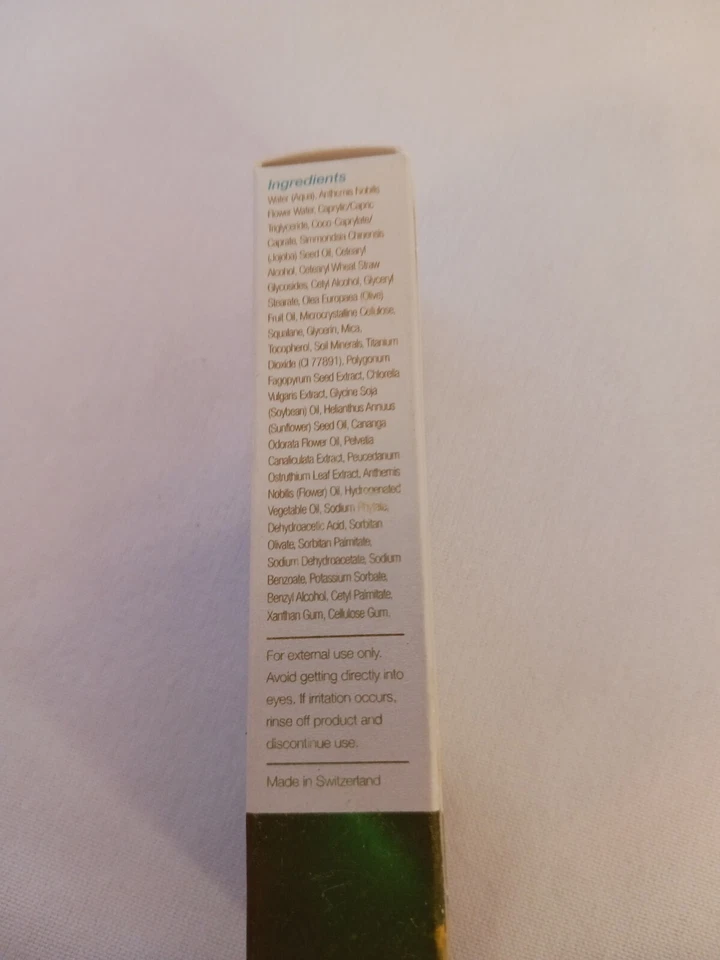 Ingredients
Water (Aqua), Anthemis Nobilis
Flower Water, Caprylic/Capric
Triglyceride, Coco-Caprylate/
Caprate, Simmondsia Chinensis
(Jojoba) Seed Oil, Cetearyl
Alcohol, Cetearyl Wheat Straw
Glycosides, Cetyl Alcohol, Glyceryl
Stearate, Olea Europaea (Olive)
Fruit Oil, Microcrystalline Cellulose,
Squalane, Glycerin, Mica,
Tocopherol, Soil Minerals, Titanium
Dioxide (CI 77891), Polygonum
Fagopyrum Seed Extract, Chlorella
Vulgaris Extract, Glycine Soja
(Soybean) Oil, Helianthus Annuus
(Sunflower) Seed Oil, Cananga
Odorata Flower Oil, Pelvetia
Canaliculata Extract, Peucedanum
Ostruthium Leaf Extract, Anthemis
Nobilis (Flower) Oil, Hydrogenated
Vegetable Oil, Sodium Phytate,
Dehydroacetic Acid, Sorbitan
Olivate, Sorbitan Palmitate,
Sodium Dehydroacetate, Sodium
Benzoate, Potassium Sorbate,
Benzyl Alcohol, Cetyl Palmitate,
Xanthan Gum, Cellulose Gum.
For external use only.
Avoid getting directly into
eyes. If irritation occurs,
rinse off product and
discontinue use.
Made in Switzerland